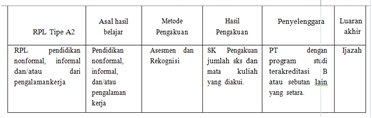 RPL Tipe A2
Asal hasil
belajar
Metode
Pengakuan
Hasil
Pengakuan
Penyelenggara
Luaran
akhir
RPL pendidikan
nonformal, informal
dan/atau dari
pengalamankerja
Pendidikan
nonformal,
informal,
dan/atau
pengalaman
kerja
Asesmen dan
Rekognisi
SK Pengakuan
jumlah sks dan
mata kuliah
yang diakui.
PT dengan
program studi
terakreditasi B
atau sebutan lain
yang setara.
Ijazah